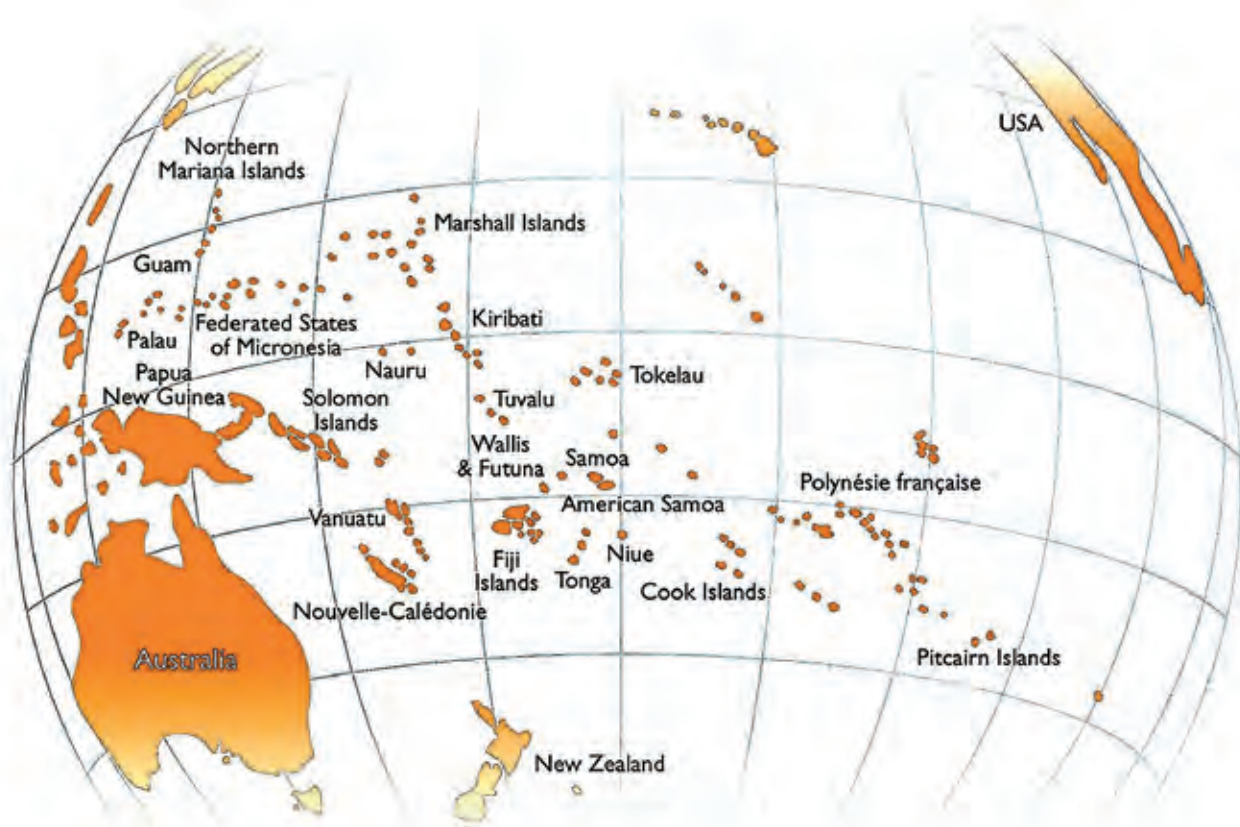 USA
Northern
Mariana Islands
Marshall Islands
Guam
Kiribati
Federated States
of Micronesia
Palau
Nauru
Papua
New Guinea
Tokelau
Solomon
Islands
Tuvalu
Wallis
& Futuna
Samoa
Polynésie française
American Samoa
Vanuatu
Fiji
Islands
Niue
Tonga
Cook Islands
Nouvelle-Calédonie
Australia
Pitcairn Islands
New Zealand